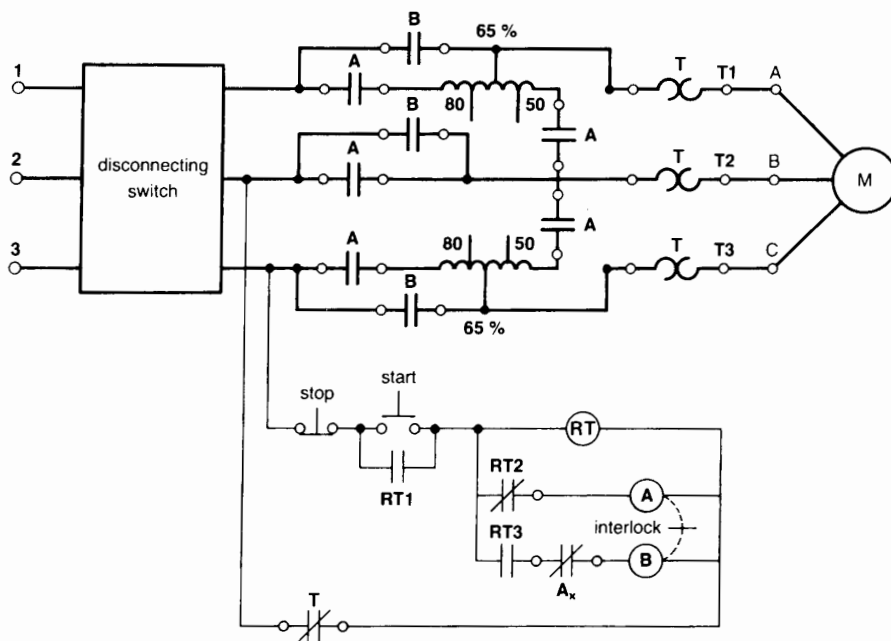 B
65 %
1
A
T
T1
A
80
50
B
A
2
disconnecting
switch
A
T
T2
B
M
A
3
A
80
50
T
T3
C
B
65 %
stop
start
RT
RT1
RT2
A
interlock
RT3
B
Ax
T